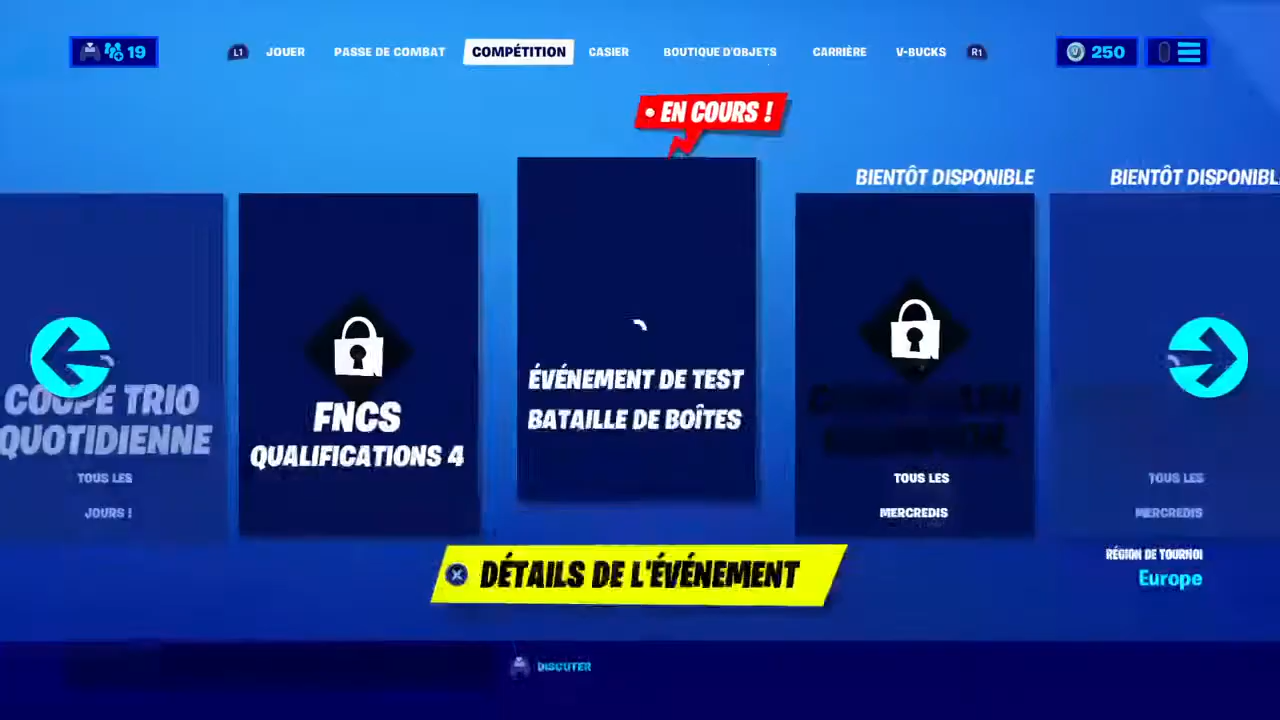 19
L1
JOUER
PASSE DE COMBAT
COMPÉTITION
CASIER
BOUTIQUE D'OBJETS
CARRIÈRE
V-BUCKS
R1
250
EN COURS !
BIENTÔT DISPONIBLE
BIENTÔT DISPONIBL
COUPE TRIO
QUOTIDIENNE
TOUS LES
JOURS !
FNCS
QUALIFICATIONS 4
ÉVÉNEMENT DE TEST
BATAILLE DE BOÎTES
TOUS LES
MERCREDIS
TOUS LES
MERCREDIS
DÉTAILS DE L'ÉVÉNEMENT
RÉGION DE TOURNOI
Europe
DISCUTER